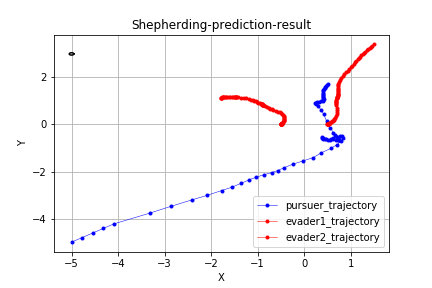 Shepherding-prediction-result
Y
2
0
−2
−4
−5
−4
−3
−2
−1
0
1
X
pursuer_trajectory
evader1_trajectory
evader2_trajectory